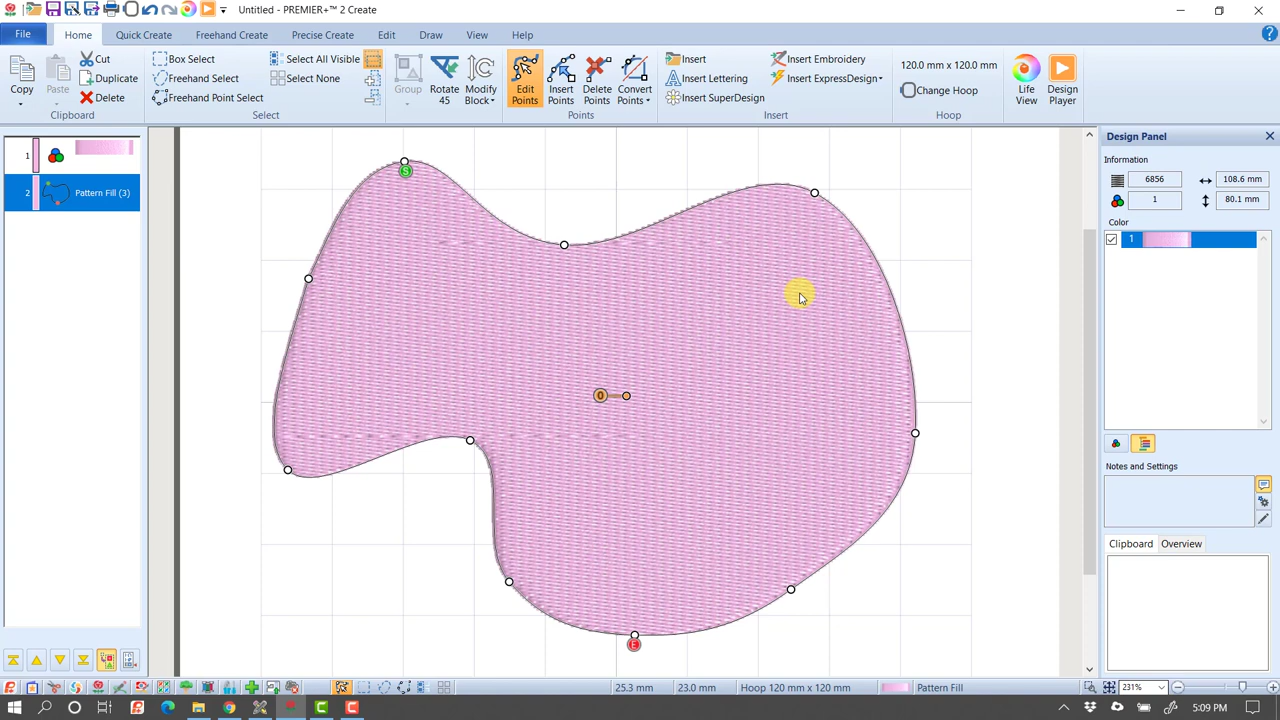 Untitled - PREMIER+™ 2 Create
File Home Quick Create Freehand Create Precise Create Edit Draw View Help
Copy Paste Cut Duplicate Delete
Clipboard
Box Select Freehand Select Freehand Point Select Select All Visible Select None
Select
Group Rotate 45 Modify Block
Edit Points Insert Points Delete Points Convert Points
Points
Insert Insert Lettering Insert SuperDesign Insert Embroidery Insert ExpressDesign
Insert
120.0 mm x 120.0 mm
Change Hoop
Hoop
Life View Design Player
1
2 Pattern Fill (3)
S
O
E
Design Panel
Information
6856 108.6 mm
1 80.1 mm
Color
1
Notes and Settings
Clipboard Overview
25.3 mm 23.0 mm Hoop 120 mm x 120 mm Pattern Fill 231%
5:09 PM